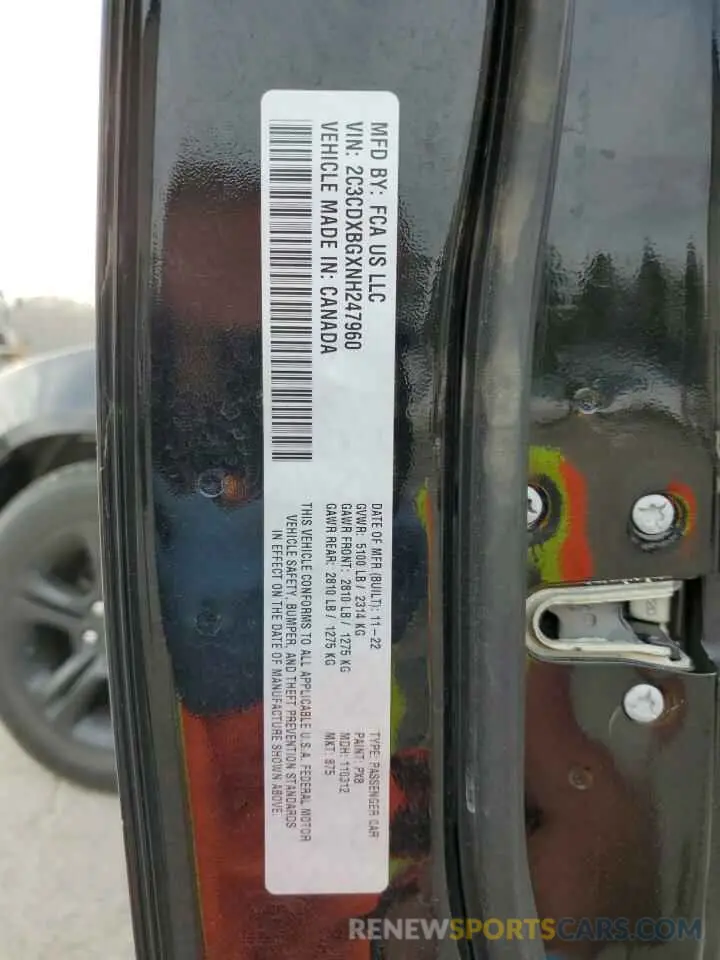 MFD BY: FCA US LLC
VIN: 2C3CDXBGXNH247960
VEHICLE MADE IN: CANADA
DATE OF MFR (BUILT): 11-22
GVWR: 5100 LB / 2314 KG
GAWR FRONT: 2810 LB / 1275 KG
GAWR REAR: 2810 LB / 1275 KG
THIS VEHICLE CONFORMS TO ALL APPLICABLE U.S.A. FEDERAL MOTOR
VEHICLE SAFETY, BUMPER, AND THEFT PREVENTION STANDARDS
IN EFFECT ON THE DATE OF MANUFACTURE SHOWN ABOVE.
TYPE: PASSENGER CAR
PAINT: PX8
MDH: 110312
MKT: 875
RENEWSPORTSCARS.COM